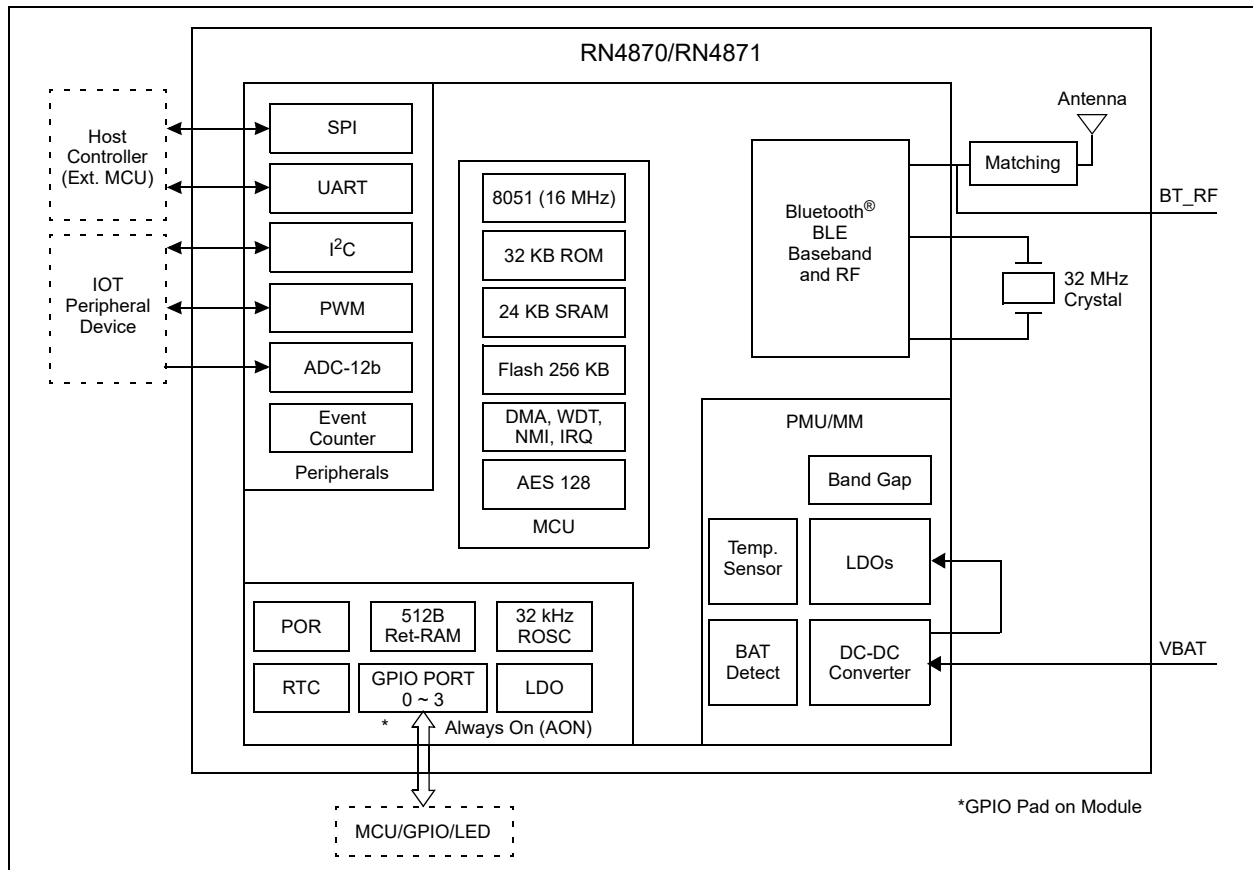 RN4870/RN4871
Host
Controller
(Ext. MCU)
IOT
Peripheral
Device
SPI
UART
I²C
PWM
ADC-12b
Event
Counter
Peripherals
8051 (16 MHz)
32 KB ROM
24 KB SRAM
Flash 256 KB
DMA, WDT,
NMI, IRQ
AES 128
MCU
Bluetooth®
BLE
Baseband
and RF
Antenna
Matching
BT_RF
32 MHz
Crystal
PMU/MM
Band Gap
Temp.
Sensor
LDOs
BAT
Detect
DC-DC
Converter
VBAT
POR
512B
Ret-RAM
32 kHz
ROSC
RTC
GPIO PORT
0 ~ 3
LDO
*
Always On (AON)
MCU/GPIO/LED
*GPIO Pad on Module